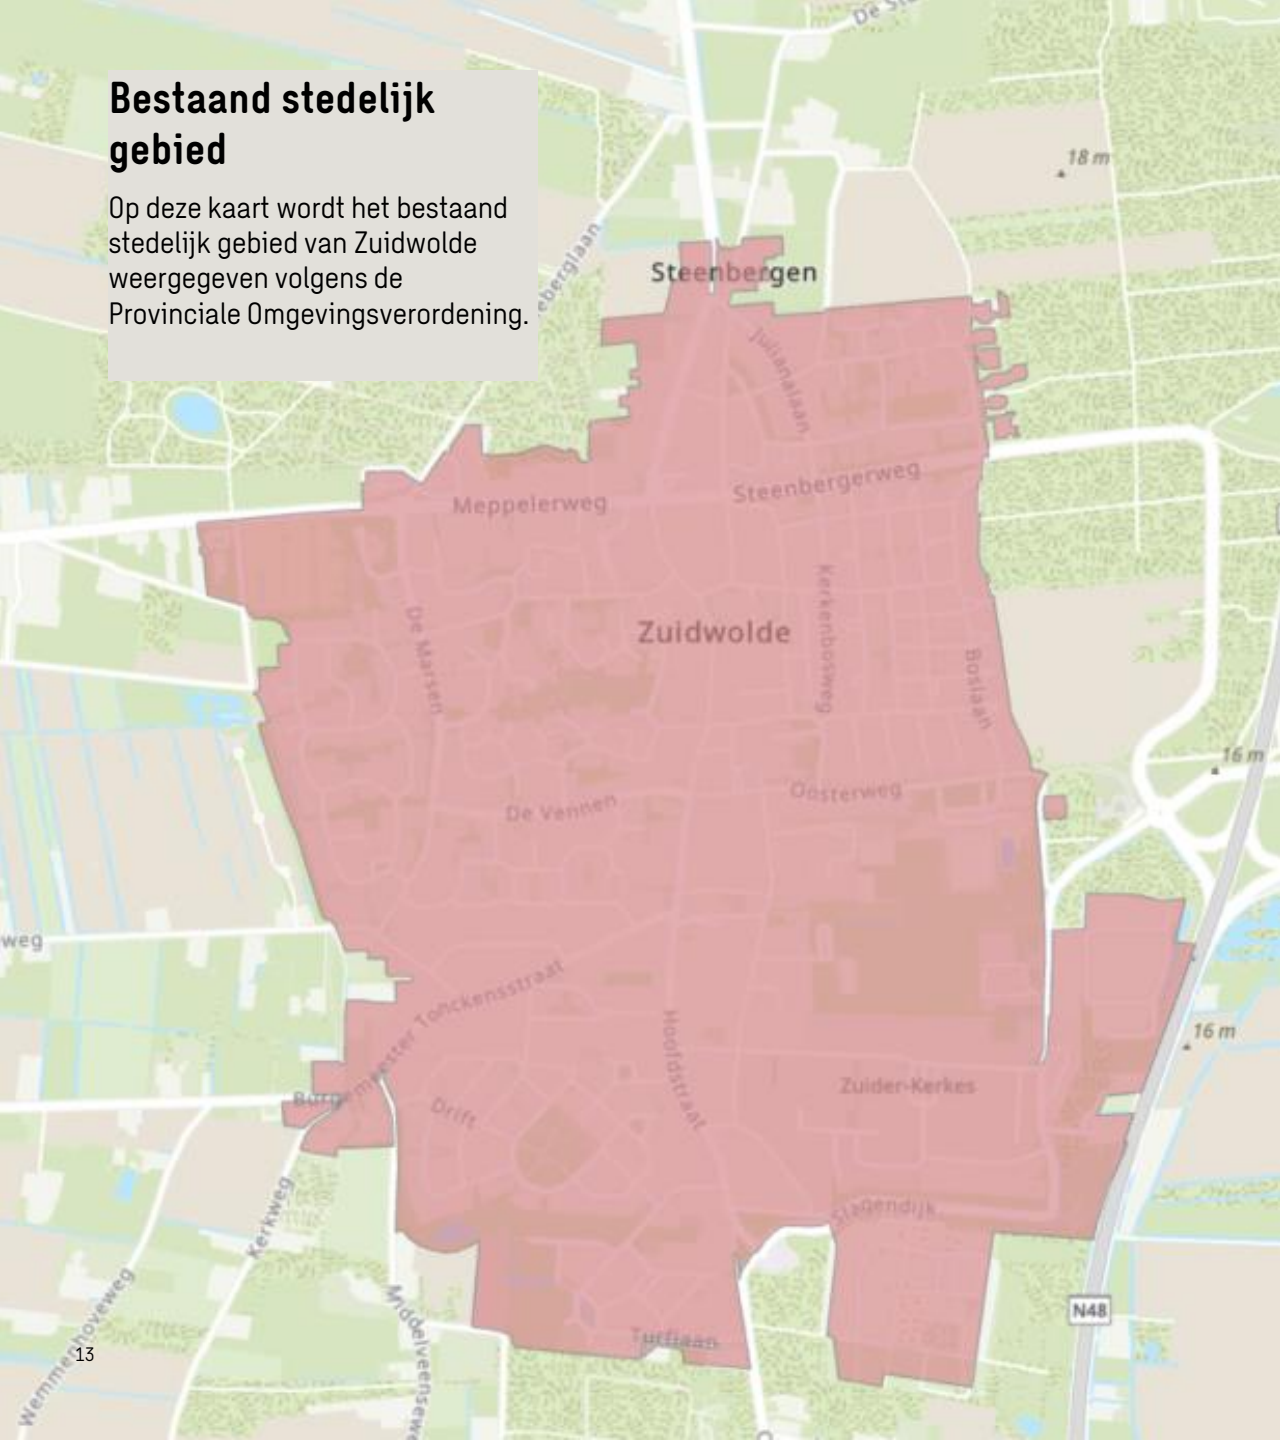 Bestaand stedelijk
gebied
Op deze kaart wordt het bestaand
stedelijk gebied van Zuidwolde
weergegeven volgens de
Provinciale Omgevingsverordening.
18 m
Steenbergen
Julianalaan
Steenbergerweg
Meppelerweg
Zuidwolde
Kerkenbosweg
De Marsen
Boslaan
16 m
Oosterweg
De Vennen
weg
Burgemeester Tonckensstraat
Hoofdstraat
16 m
Zuider-Kerkes
Drift
Slagendijk
Kerkweg
Wemmenhoveweg
N48
Turflaan
13